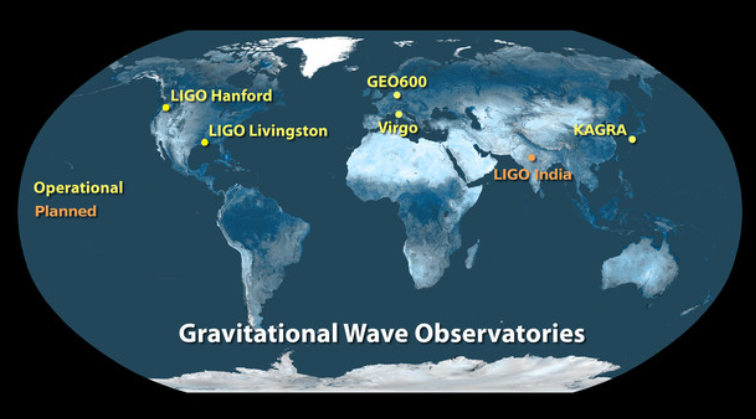 GEO600
LIGO Hanford
LIGO Livingston
Virgo
KAGRA
LIGO India
Operational
Planned
Gravitational Wave Observatories